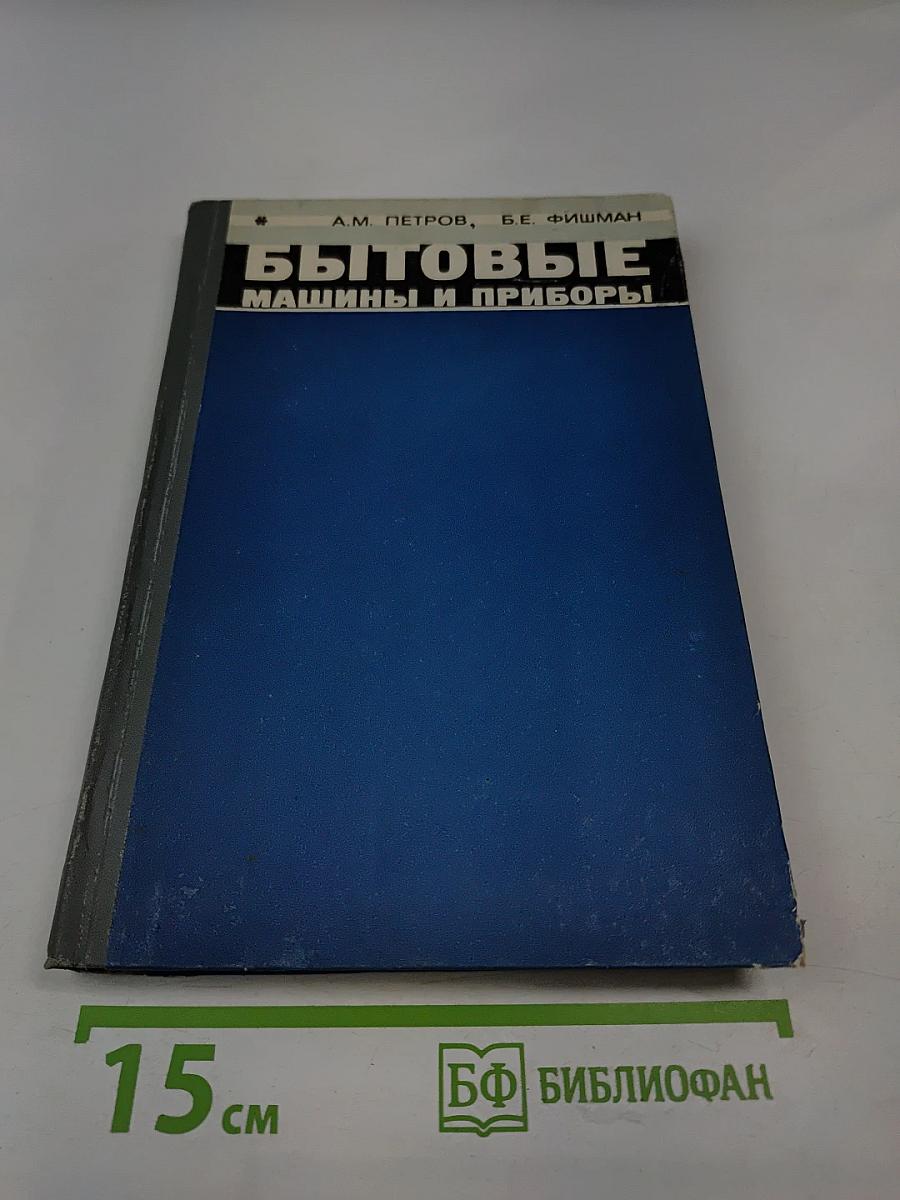 * А.М. ПЕТРОВ, Б.Е. ФИШМАН
БЫТОВЫЕ
МАШИНЫ И ПРИБОРЫ
15 см
БФ БИБЛИОФАН